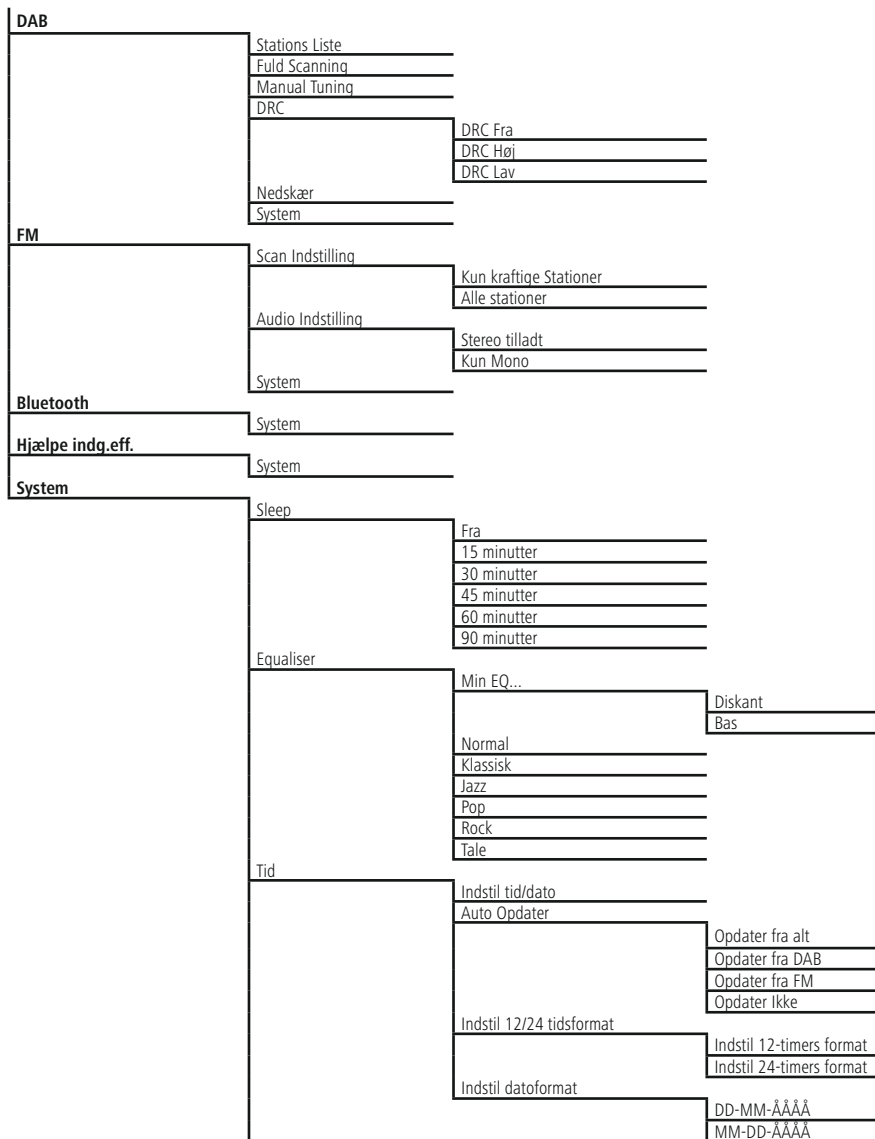 DAB
Stations Liste
Fuld Scanning
Manual Tuning
DRC
DRC Fra
DRC Høj
DRC Lav
Nedskær
System
FM
Scan Indstilling
Kun kraftige Stationer
Alle stationer
Audio Indstilling
Stereo tilladt
Kun Mono
System
Bluetooth
System
Hjælpe indg.eff.
System
System
Sleep
Fra
15 minutter
30 minutter
45 minutter
60 minutter
90 minutter
Equaliser
Min EQ...
Diskant
Bas
Normal
Klassisk
Jazz
Pop
Rock
Tale
Tid
Indstil tid/dato
Auto Opdater
Opdater fra alt
Opdater fra DAB
Opdater fra FM
Opdater Ikke
Indstil 12/24 tidsformat
Indstil 12-timers format
Indstil 24-timers format
Indstil datoformat
DD-MM-ÅÅÅÅ
MM-DD-ÅÅÅÅ